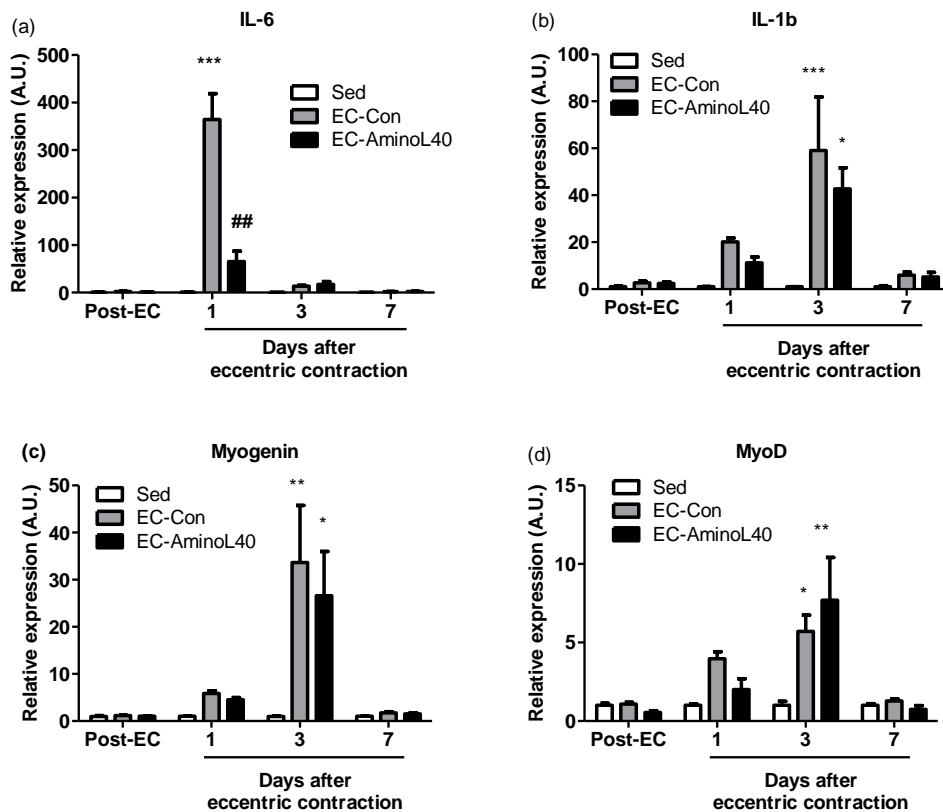 (a)
IL-6
Relative expression (A.U.)
500
400
300
200
100
0
***
##
Sed
EC-Con
EC-AminoL40
Post-EC 1 3 7
Days after
eccentric contraction
(b)
IL-1b
Relative expression (A.U.)
100
80
60
40
20
0
***
*
Sed
EC-Con
EC-AminoL40
Post-EC 1 3 7
Days after
eccentric contraction
(c)
Myogenin
Relative expression (A.U.)
50
40
30
20
10
0
**
*
Sed
EC-Con
EC-AminoL40
Post-EC 1 3 7
Days after
eccentric contraction
(d)
MyoD
Relative expression (A.U.)
15
10
5
0
**
*
Sed
EC-Con
EC-AminoL40
Post-EC 1 3 7
Days after
eccentric contraction